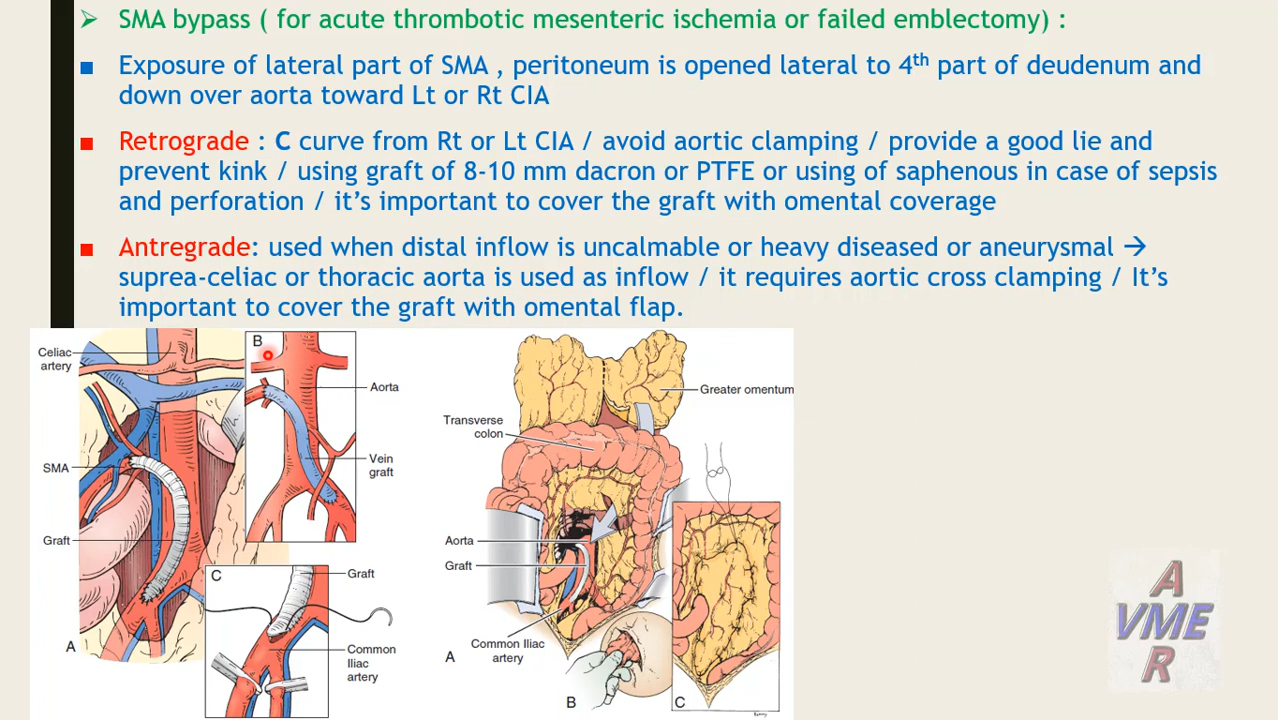 ➢ SMA bypass ( for acute thrombotic mesenteric ischemia or failed emblectomy) :
■ Exposure of lateral part of SMA , peritoneum is opened lateral to 4th part of deudenum and
down over aorta toward Lt or Rt CIA
■ Retrograde : C curve from Rt or Lt CIA / avoid aortic clamping / provide a good lie and
prevent kink / using graft of 8-10 mm dacron or PTFE or using of saphenous in case of sepsis
and perforation / it's important to cover the graft with omental coverage
■ Antregrade: used when distal inflow is uncalmable or heavy diseased or aneurysmal →
suprea-celiac or thoracic aorta is used as inflow / it requires aortic cross clamping / It's
important to cover the graft with omental flap.
Celiac
artery
SMA
Graft
A
B
Aorta
Vein
graft
C
Graft
Common
Iliac
artery
Greater omentum
Transverse
colon
Aorta
Graft
Common Iliac
artery
A
B
C
A
VME
R